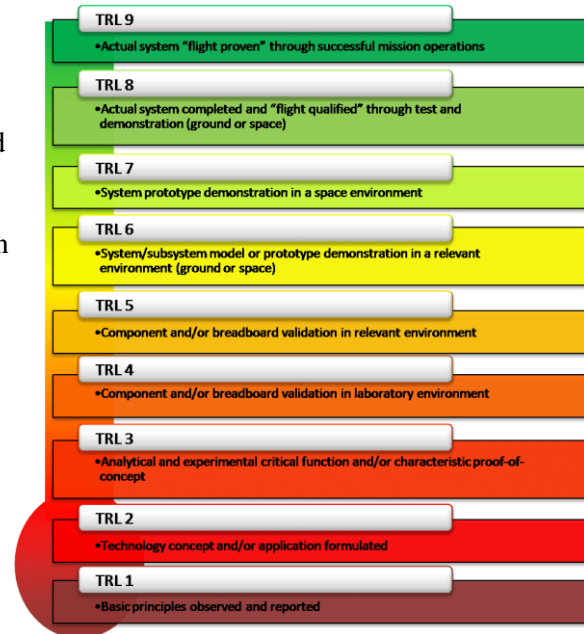 TRL 9
•Actual system “flight proven” through successful mission operations
TRL 8
•Actual system completed and “flight qualified” through test and
demonstration (ground or space)
TRL 7
•System prototype demonstration in a space environment
TRL 6
•System/subsystem model or prototype demonstration in a relevant
environment (ground or space)
TRL 5
•Component and/or breadboard validation in relevant environment
TRL 4
•Component and/or breadboard validation in laboratory environment
TRL 3
•Analytical and experimental critical function and/or characteristic proof-of-
concept
TRL 2
•Technology concept and/or application formulated
TRL 1
•Basic principles observed and reported